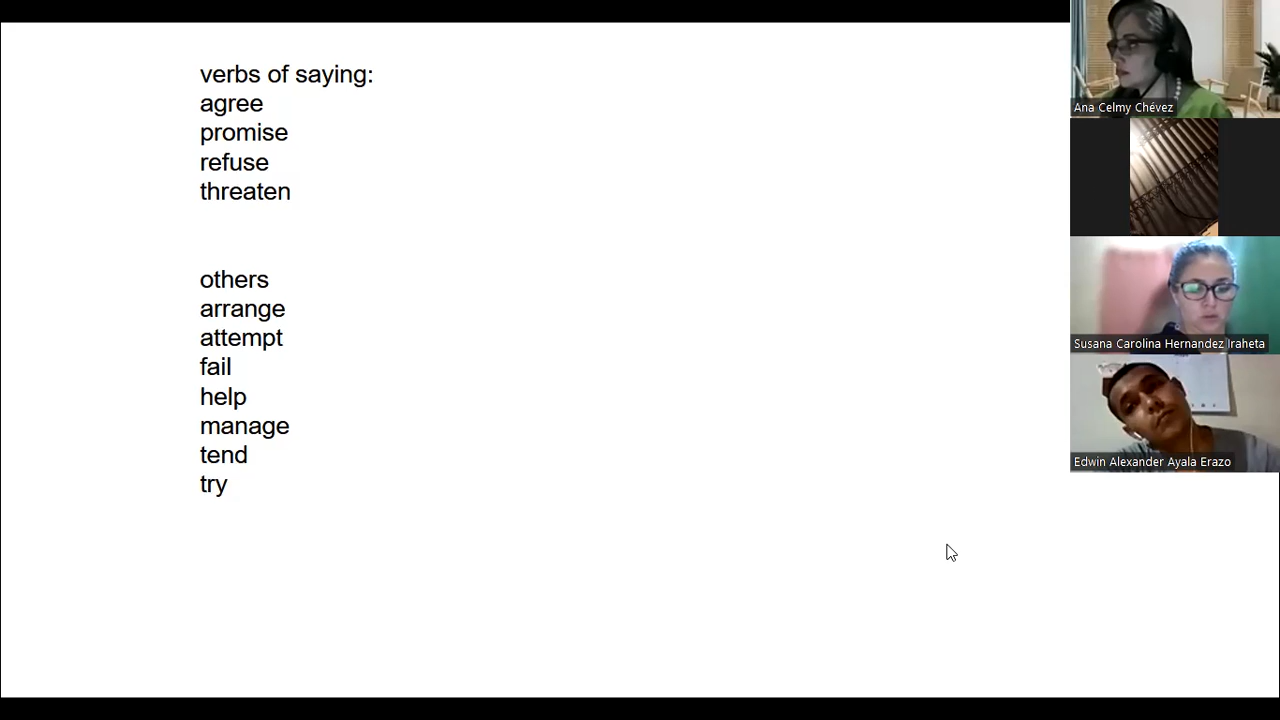 verbs of saying:
agree
promise
refuse
threaten
others
arrange
attempt
fail
help
manage
tend
try
Ana Celmy Chévez
Susana Carolina Hernandez Iraheta
Edwin Alexander Ayala Erazo